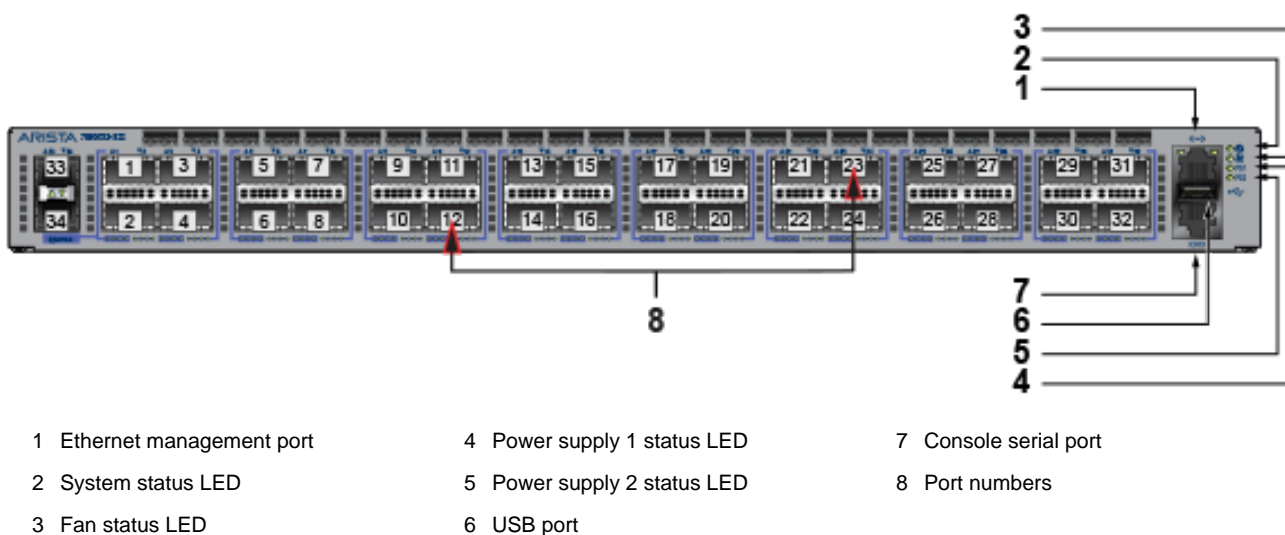 3
2
1
ARISTA
33 1 3 5 7 9 11 13 15 17 19 21 23 25 27 29 31
34 2 4 6 8 10 12 14 16 18 20 22 24 26 28 30 32
8
7
6
5
4
1 Ethernet management port
2 System status LED
3 Fan status LED
4 Power supply 1 status LED
5 Power supply 2 status LED
6 USB port
7 Console serial port
8 Port numbers